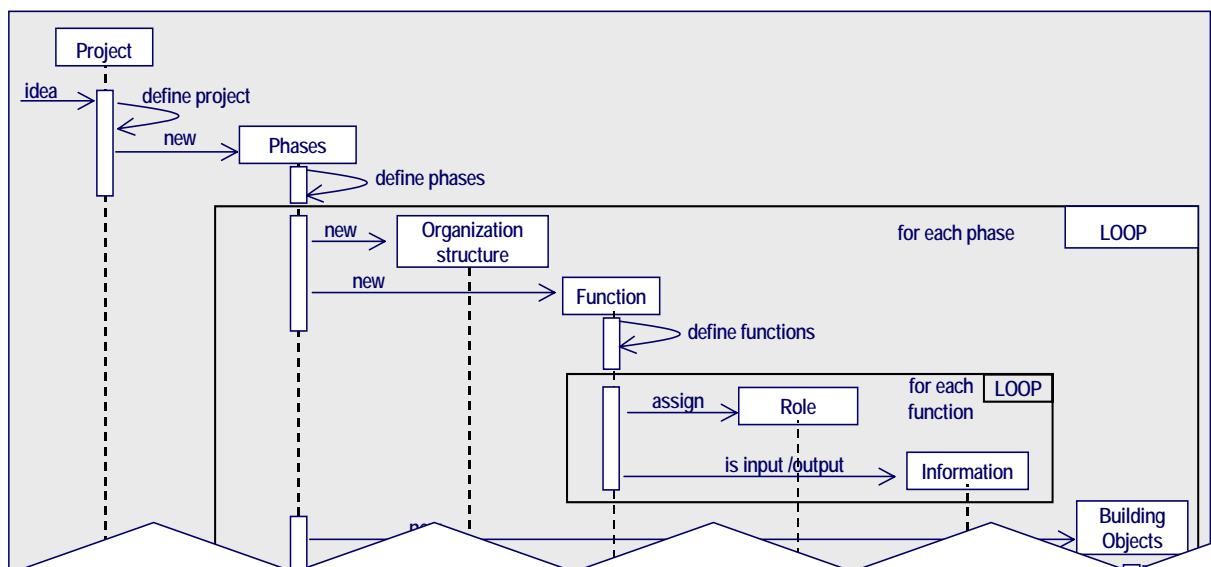 Project
idea
define project
new
Phases
define phases
new
Organization
structure
for each phase
LOOP
new
Function
define functions
for each
function
LOOP
assign
Role
is input /output
Information
Building
Objects